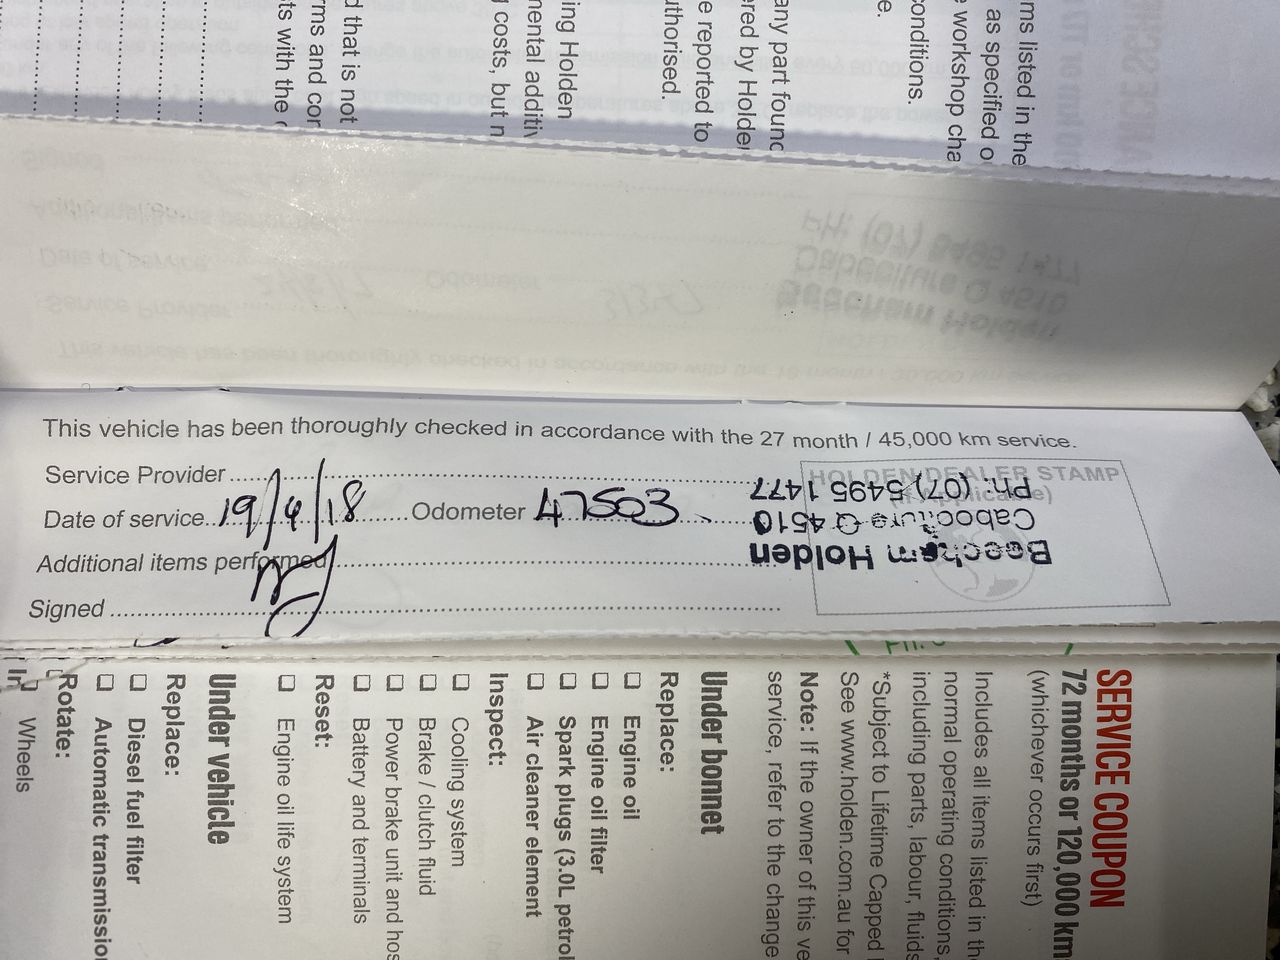 ms listed in the
as specified o
workshop cha
conditions
e.
any part found
ered by Holder
e reported to
uthorised.
ing Holden
mental additiv
costs, but n
d that is not
rms and cor
ts with the
This vehicle has been thoroughly checked in accordance with the 27 month / 45,000 km service.
Service Provider
Date of service 19/4/18 Odometer 47503
Additional items performed
Signed
HOLDEN DEALER STAMP
(if applicable)
Beecham Holden
Caboolture Q 4510
Ph: (07) 5495 1477
SERVICE COUPON
72 months or 120,000 km
(whichever occurs first)
Includes all items listed in th
normal operating conditions,
including parts, labour, fluids
*Subject to Lifetime Capped
See www.holden.com.au for
Note: If the owner of this ve
service, refer to the change
Under bonnet
Replace:
☐ Engine oil
☐ Engine oil filter
☐ Spark plugs (3.0L petrol
☐ Air cleaner element
Inspect:
☐ Cooling system
☐ Brake / clutch fluid
☐ Power brake unit and hos
☐ Battery and terminals
Reset:
☐ Engine oil life system
Under vehicle
Replace:
☐ Diesel fuel filter
☐ Automatic transmission
Rotate:
☐ Wheels